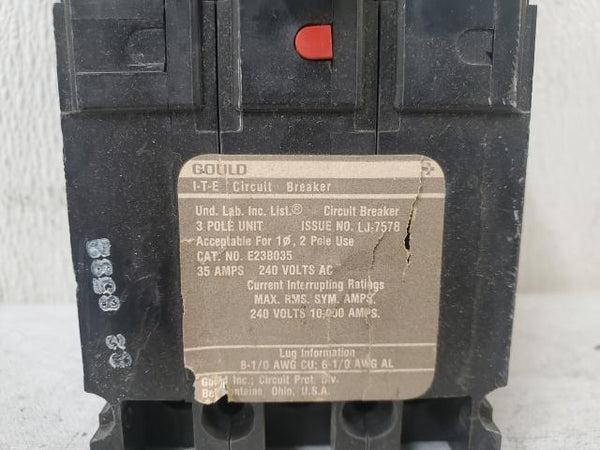 GOULD
I-T-E Circuit Breaker
Und. Lab. Inc. List.® Circuit Breaker
3 POLE UNIT ISSUE NO. LJ-7578
Acceptable For 1ø, 2 Pole Use
CAT. NO. E23B035
35 AMPS 240 VOLTS AC
Current Interrupting Ratings
MAX. RMS. SYM. AMPS.
240 VOLTS 10,000 AMPS.
Lug Information
8-1/0 AWG CU; 6-1/0 AWG AL
Gould Inc.; Circuit Prot. Div.
Ohio, U.S.A.